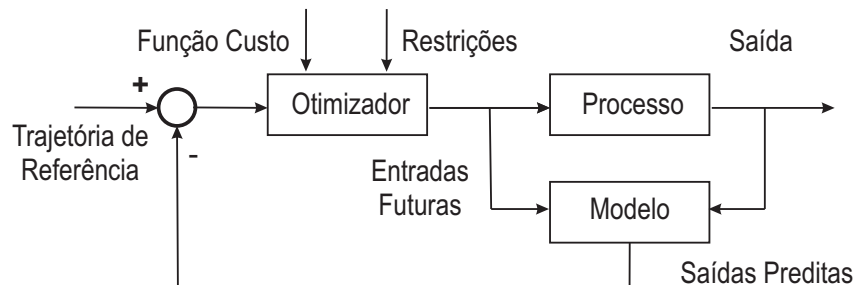 Função Custo
Restrições
Saída
+
Otimizador
Processo
Trajetória de
Referência
-
Entradas
Futuras
Modelo
Saídas Preditas